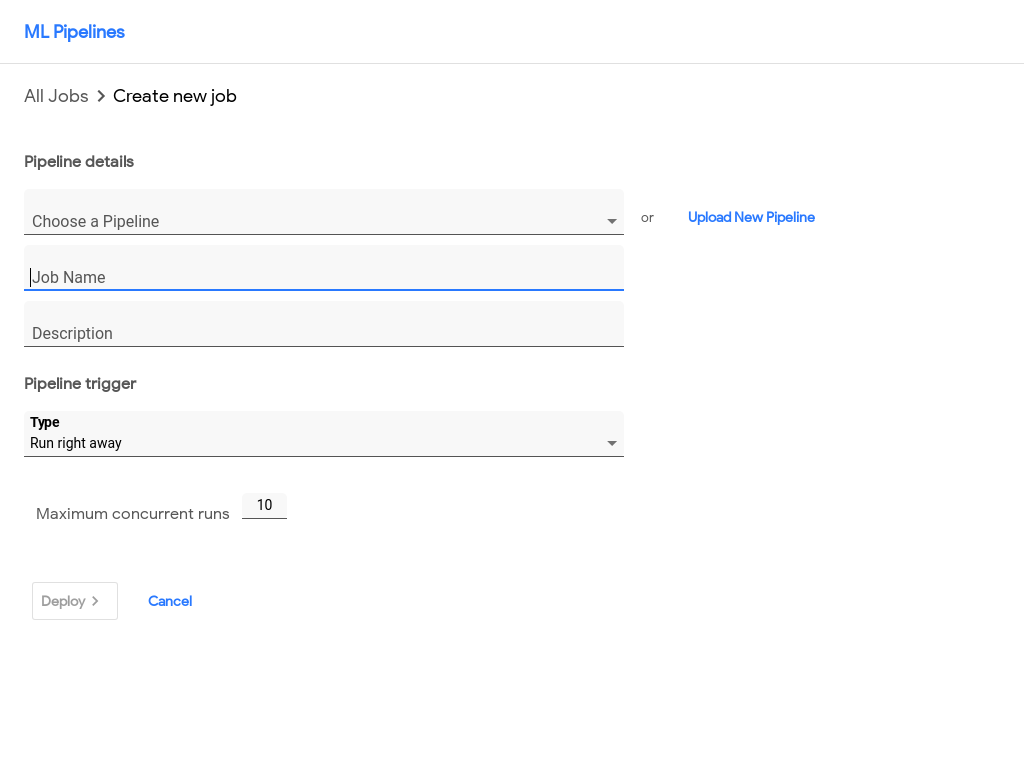 ML Pipelines
All Jobs > Create new job
Pipeline details
Choose a Pipeline or Upload New Pipeline
Job Name
Description
Pipeline trigger
Type
Run right away
Maximum concurrent runs 10
Deploy > Cancel